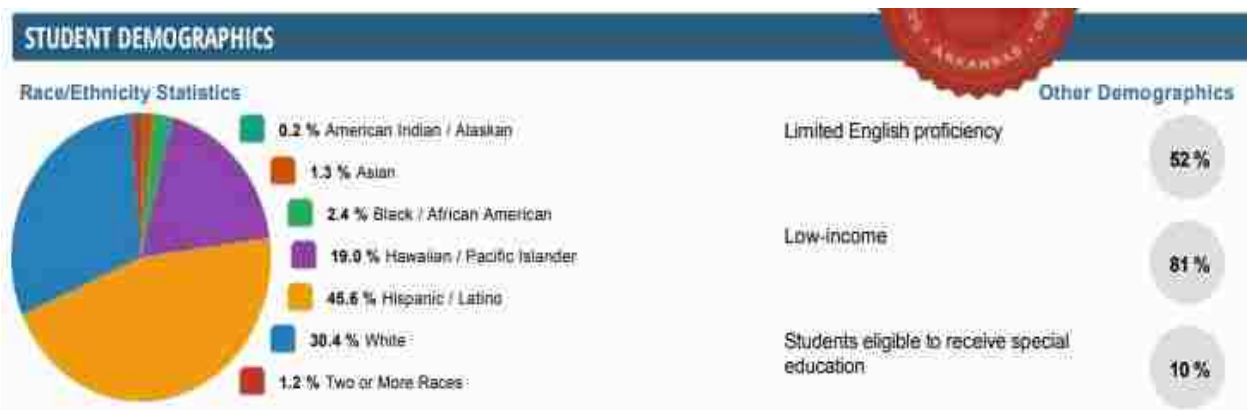 STUDENT DEMOGRAPHICS
ARKANSAS
Race/Ethnicity Statistics
0.2 % American Indian / Alaskan
1.3 % Asian
2.4 % Black / African American
19.0 % Hawaiian / Pacific Islander
45.6 % Hispanic / Latino
30.4 % White
1.2 % Two or More Races
Other Demographics
Limited English proficiency
52 %
Low-income
81 %
Students eligible to receive special
education
10 %